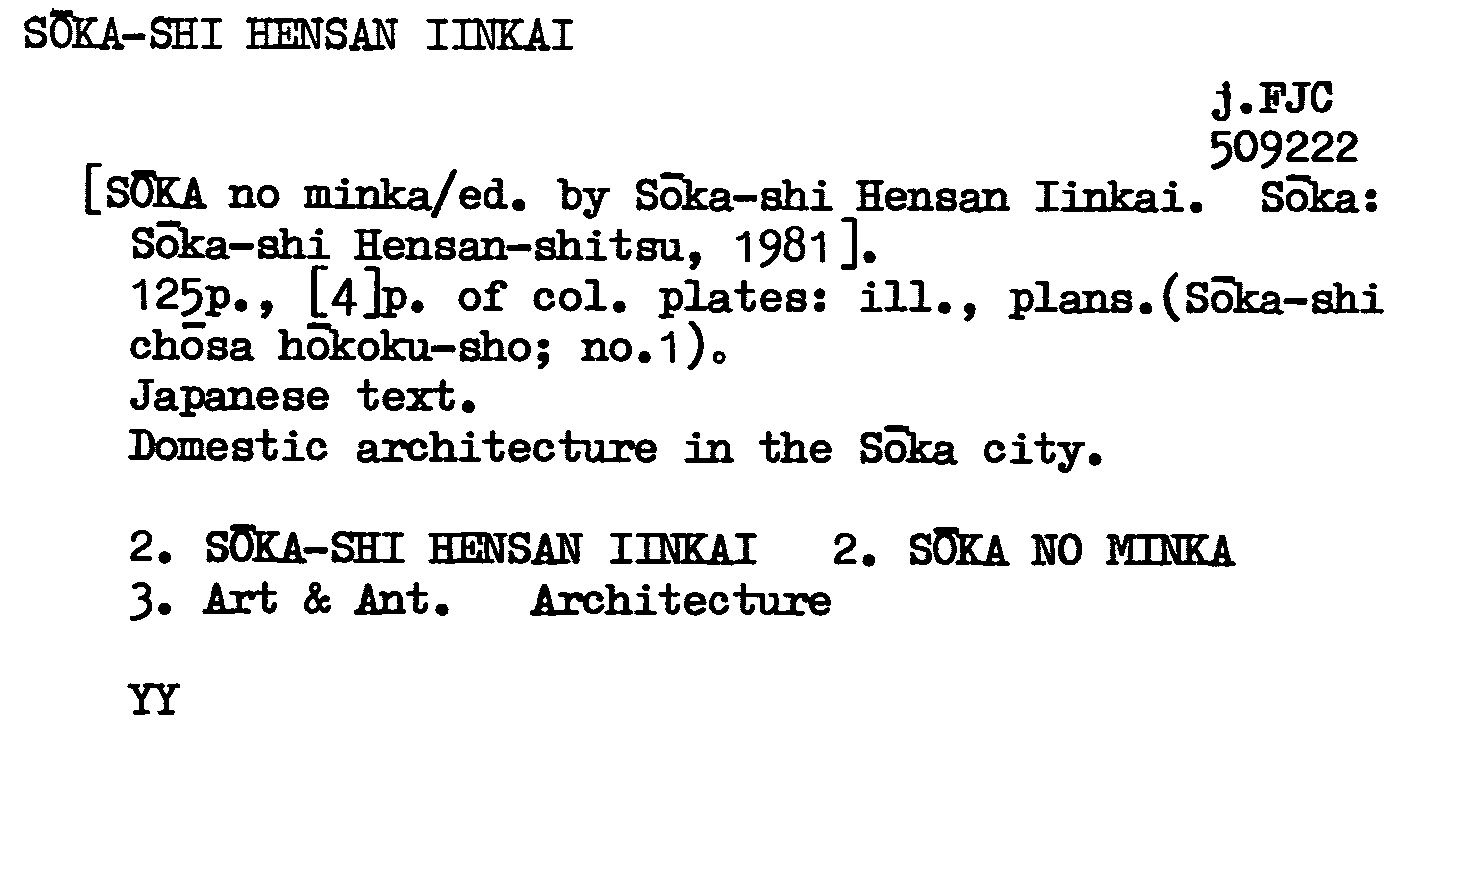 SŌKA-SHI HENSAN IINKAI
j.FJC
509222
[SŌKA no minka/ed. by Sōka-shi Hensan Iinkai. Sōka:
Sōka-shi Hensan-shitsu, 1981].
125p., [4]p. of col. plates: ill., plans.(Sōka-shi
chōsa hōkoku-sho; no.1).
Japanese text.
Domestic architecture in the Sōka city.
2. SŌKA-SHI HENSAN IINKAI 2. SŌKA NO MINKA
3. Art & Ant. Architecture
YY